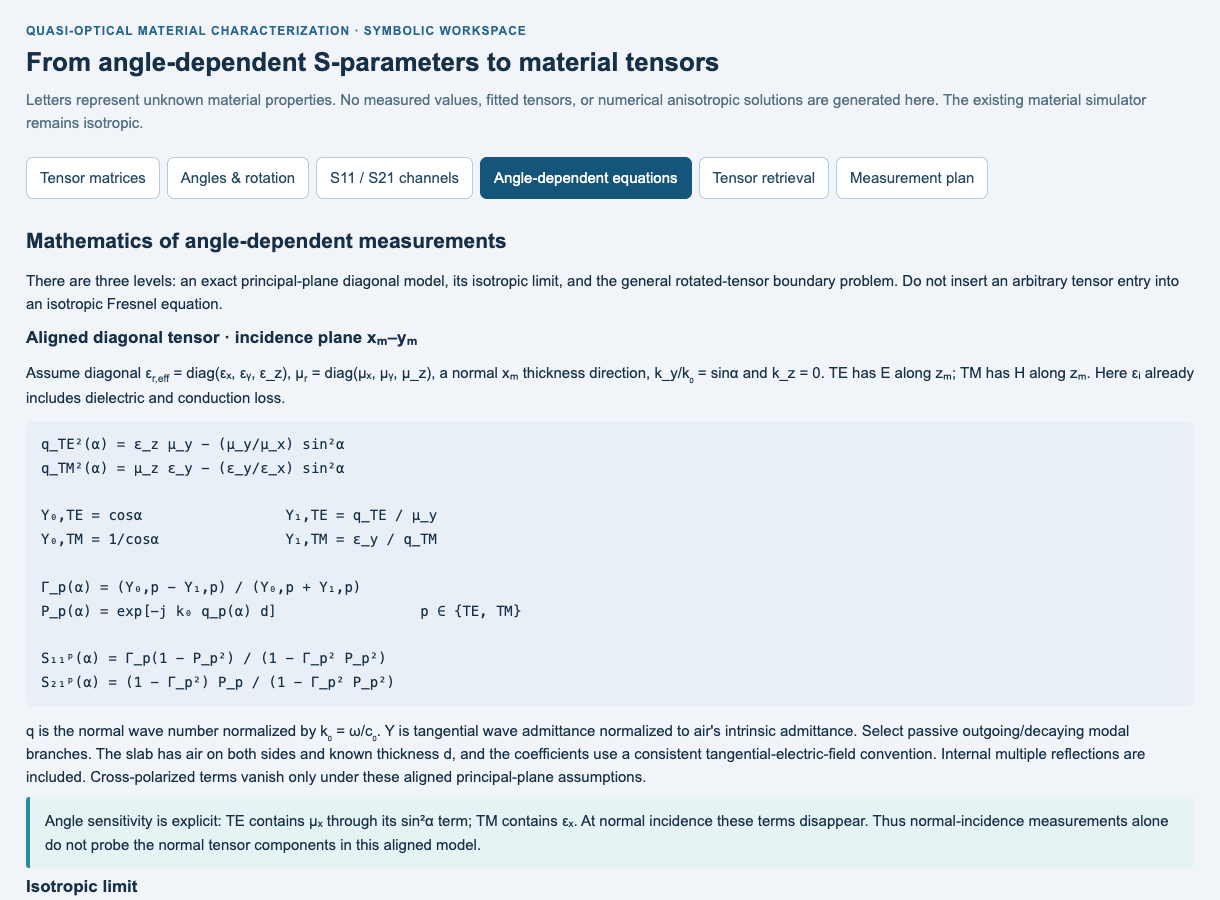 QUASI-OPTICAL MATERIAL CHARACTERIZATION · SYMBOLIC WORKSPACE
From angle-dependent S-parameters to material tensors
Letters represent unknown material properties. No measured values, fitted tensors, or numerical anisotropic solutions are generated here. The existing material simulator
remains isotropic.
Tensor matrices
Angles & rotation
S11 / S21 channels
Angle-dependent equations
Tensor retrieval
Measurement plan
Mathematics of angle-dependent measurements
There are three levels: an exact principal-plane diagonal model, its isotropic limit, and the general rotated-tensor boundary problem. Do not insert an arbitrary tensor entry into
an isotropic Fresnel equation.
Aligned diagonal tensor · incidence plane xₘ–yₘ
Assume diagonal ε_r,eff = diag(εₓ, εᵧ, ε_z), μᵣ = diag(μₓ, μᵧ, μ_z), a normal xₘ thickness direction, k_y/k₀ = sinα and k_z = 0. TE has E along zₘ; TM has H along zₘ. Here εᵢ already
includes dielectric and conduction loss.
q_TE²(α) = ε_z μ_y − (μ_y/μ_x) sin²α
q_TM²(α) = μ_z ε_y − (ε_y/ε_x) sin²α
Y₀,TE = cosα Y₁,TE = q_TE / μ_y
Y₀,TM = 1/cosα Y₁,TM = ε_y / q_TM
Γ_p(α) = (Y₀,p − Y₁,p) / (Y₀,p + Y₁,p)
P_p(α) = exp[−j k₀ q_p(α) d] p ∈ {TE, TM}
S₁₁ᵖ(α) = Γ_p(1 − P_p²) / (1 − Γ_p² P_p²)
S₂₁ᵖ(α) = (1 − Γ_p²) P_p / (1 − Γ_p² P_p²)
q is the normal wave number normalized by k₀ = ω/c₀. Y is tangential wave admittance normalized to air's intrinsic admittance. Select passive outgoing/decaying modal
branches. The slab has air on both sides and known thickness d, and the coefficients use a consistent tangential-electric-field convention. Internal multiple reflections are
included. Cross-polarized terms vanish only under these aligned principal-plane assumptions.
Angle sensitivity is explicit: TE contains μₓ through its sin²α term; TM contains εₓ. At normal incidence these terms disappear. Thus normal-incidence measurements alone
do not probe the normal tensor components in this aligned model.
Isotropic limit